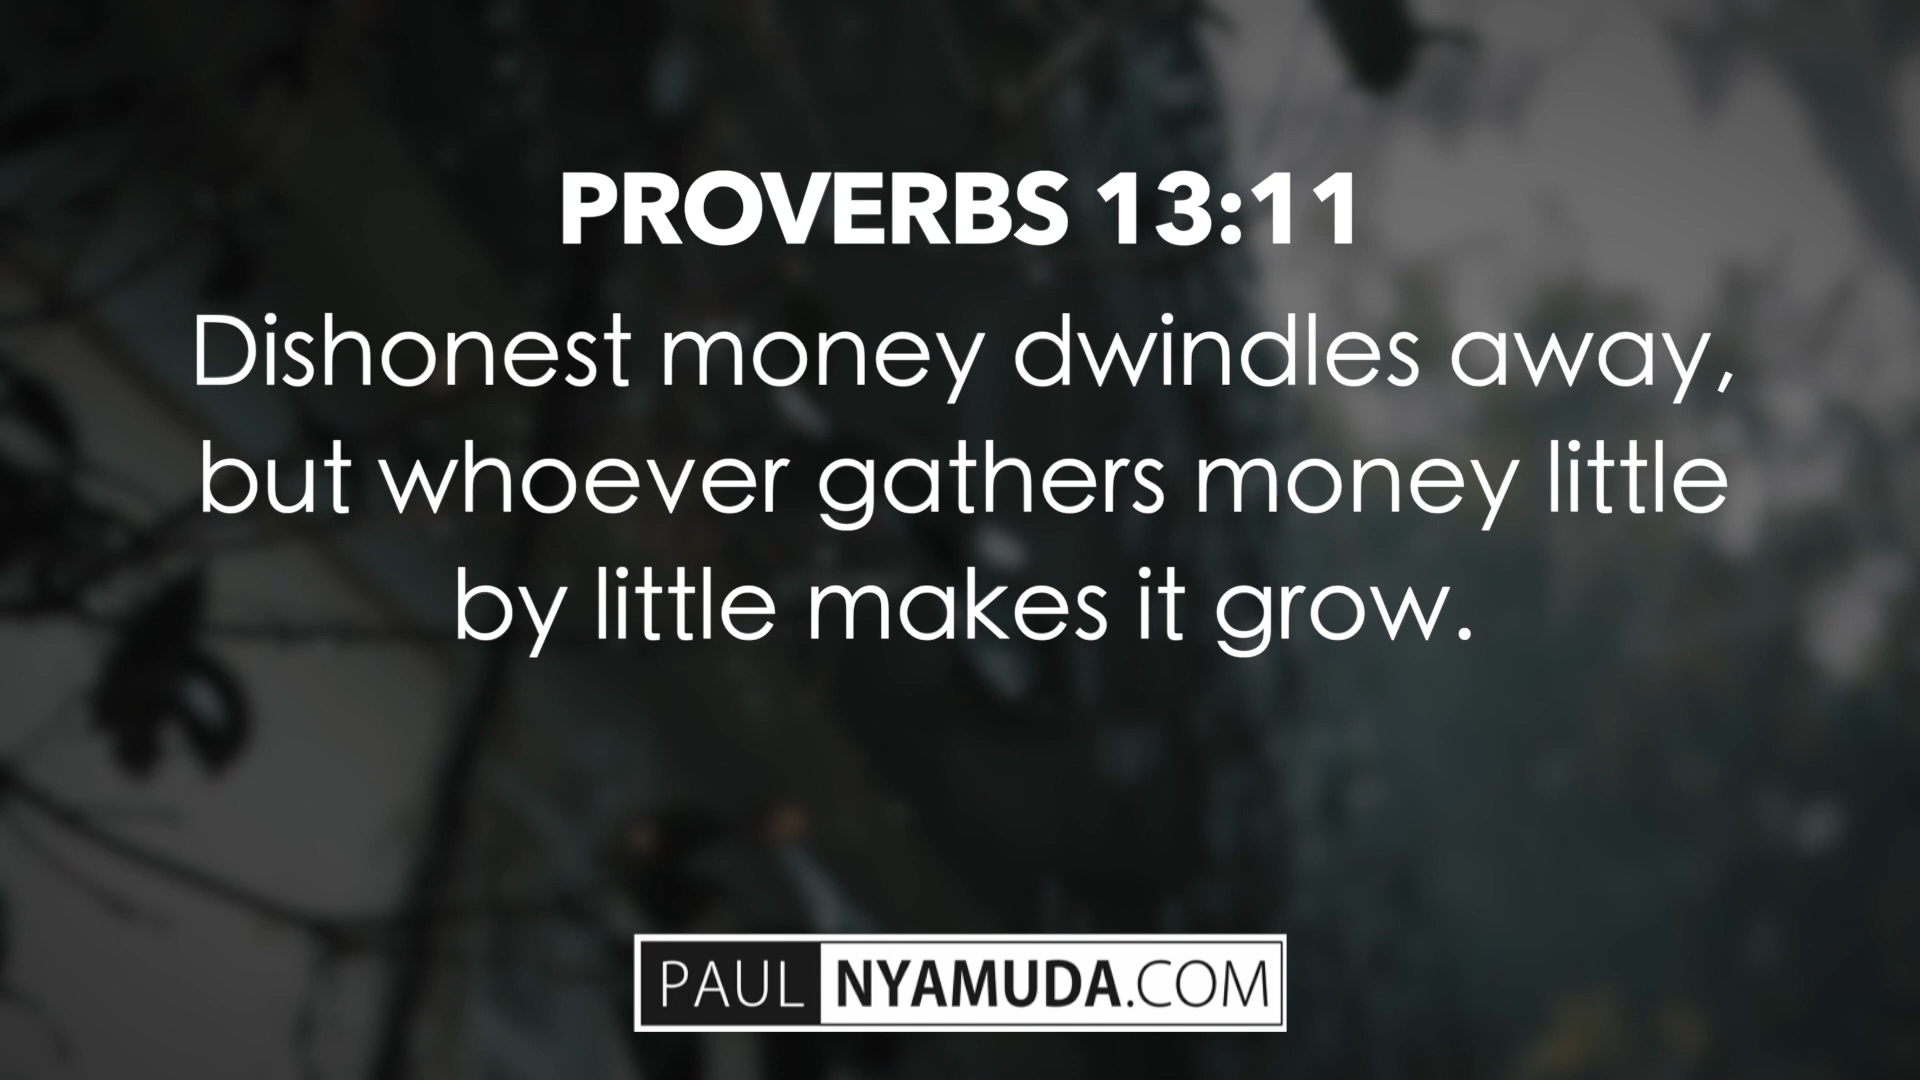 PROVERBS 13:11
Dishonest money dwindles away,
but whoever gathers money little
by little makes it grow.
PAUL NYAMUDA.COM